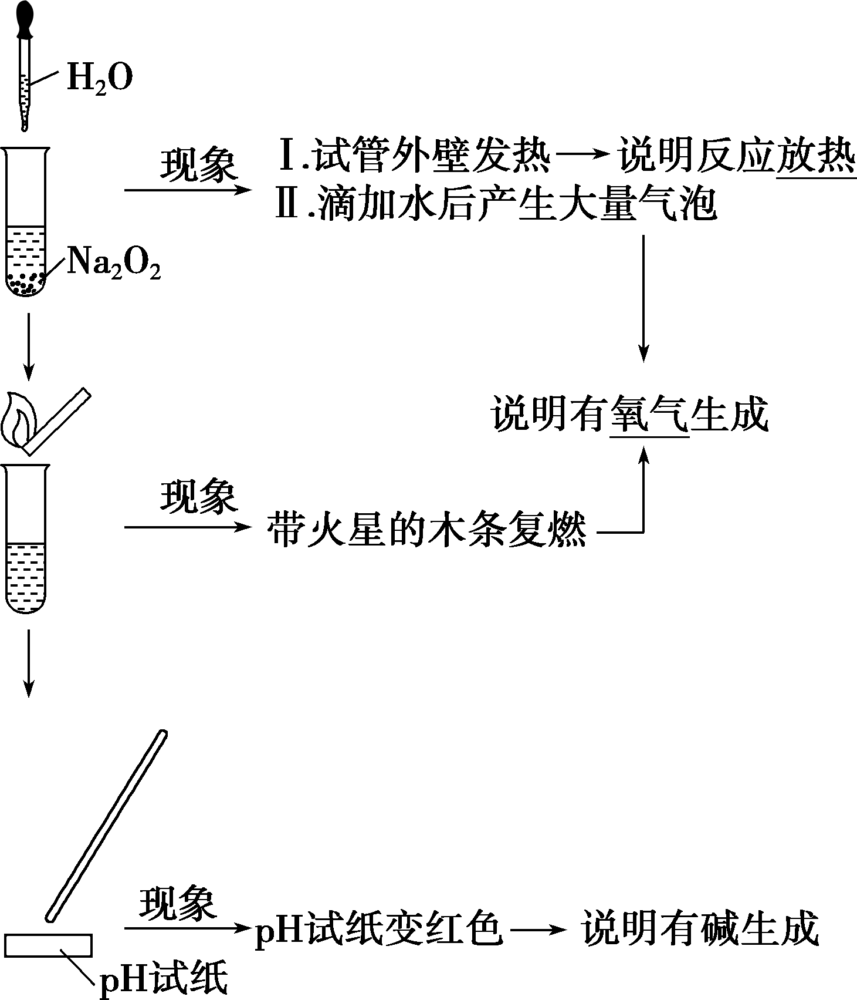 H₂O
现象
Ⅰ.试管外壁发热→说明反应放热
Ⅱ.滴加水后产生大量气泡
Na₂O₂
说明有氧气生成
现象
带火星的木条复燃
现象
pH试纸变红色→说明有碱生成
pH试纸